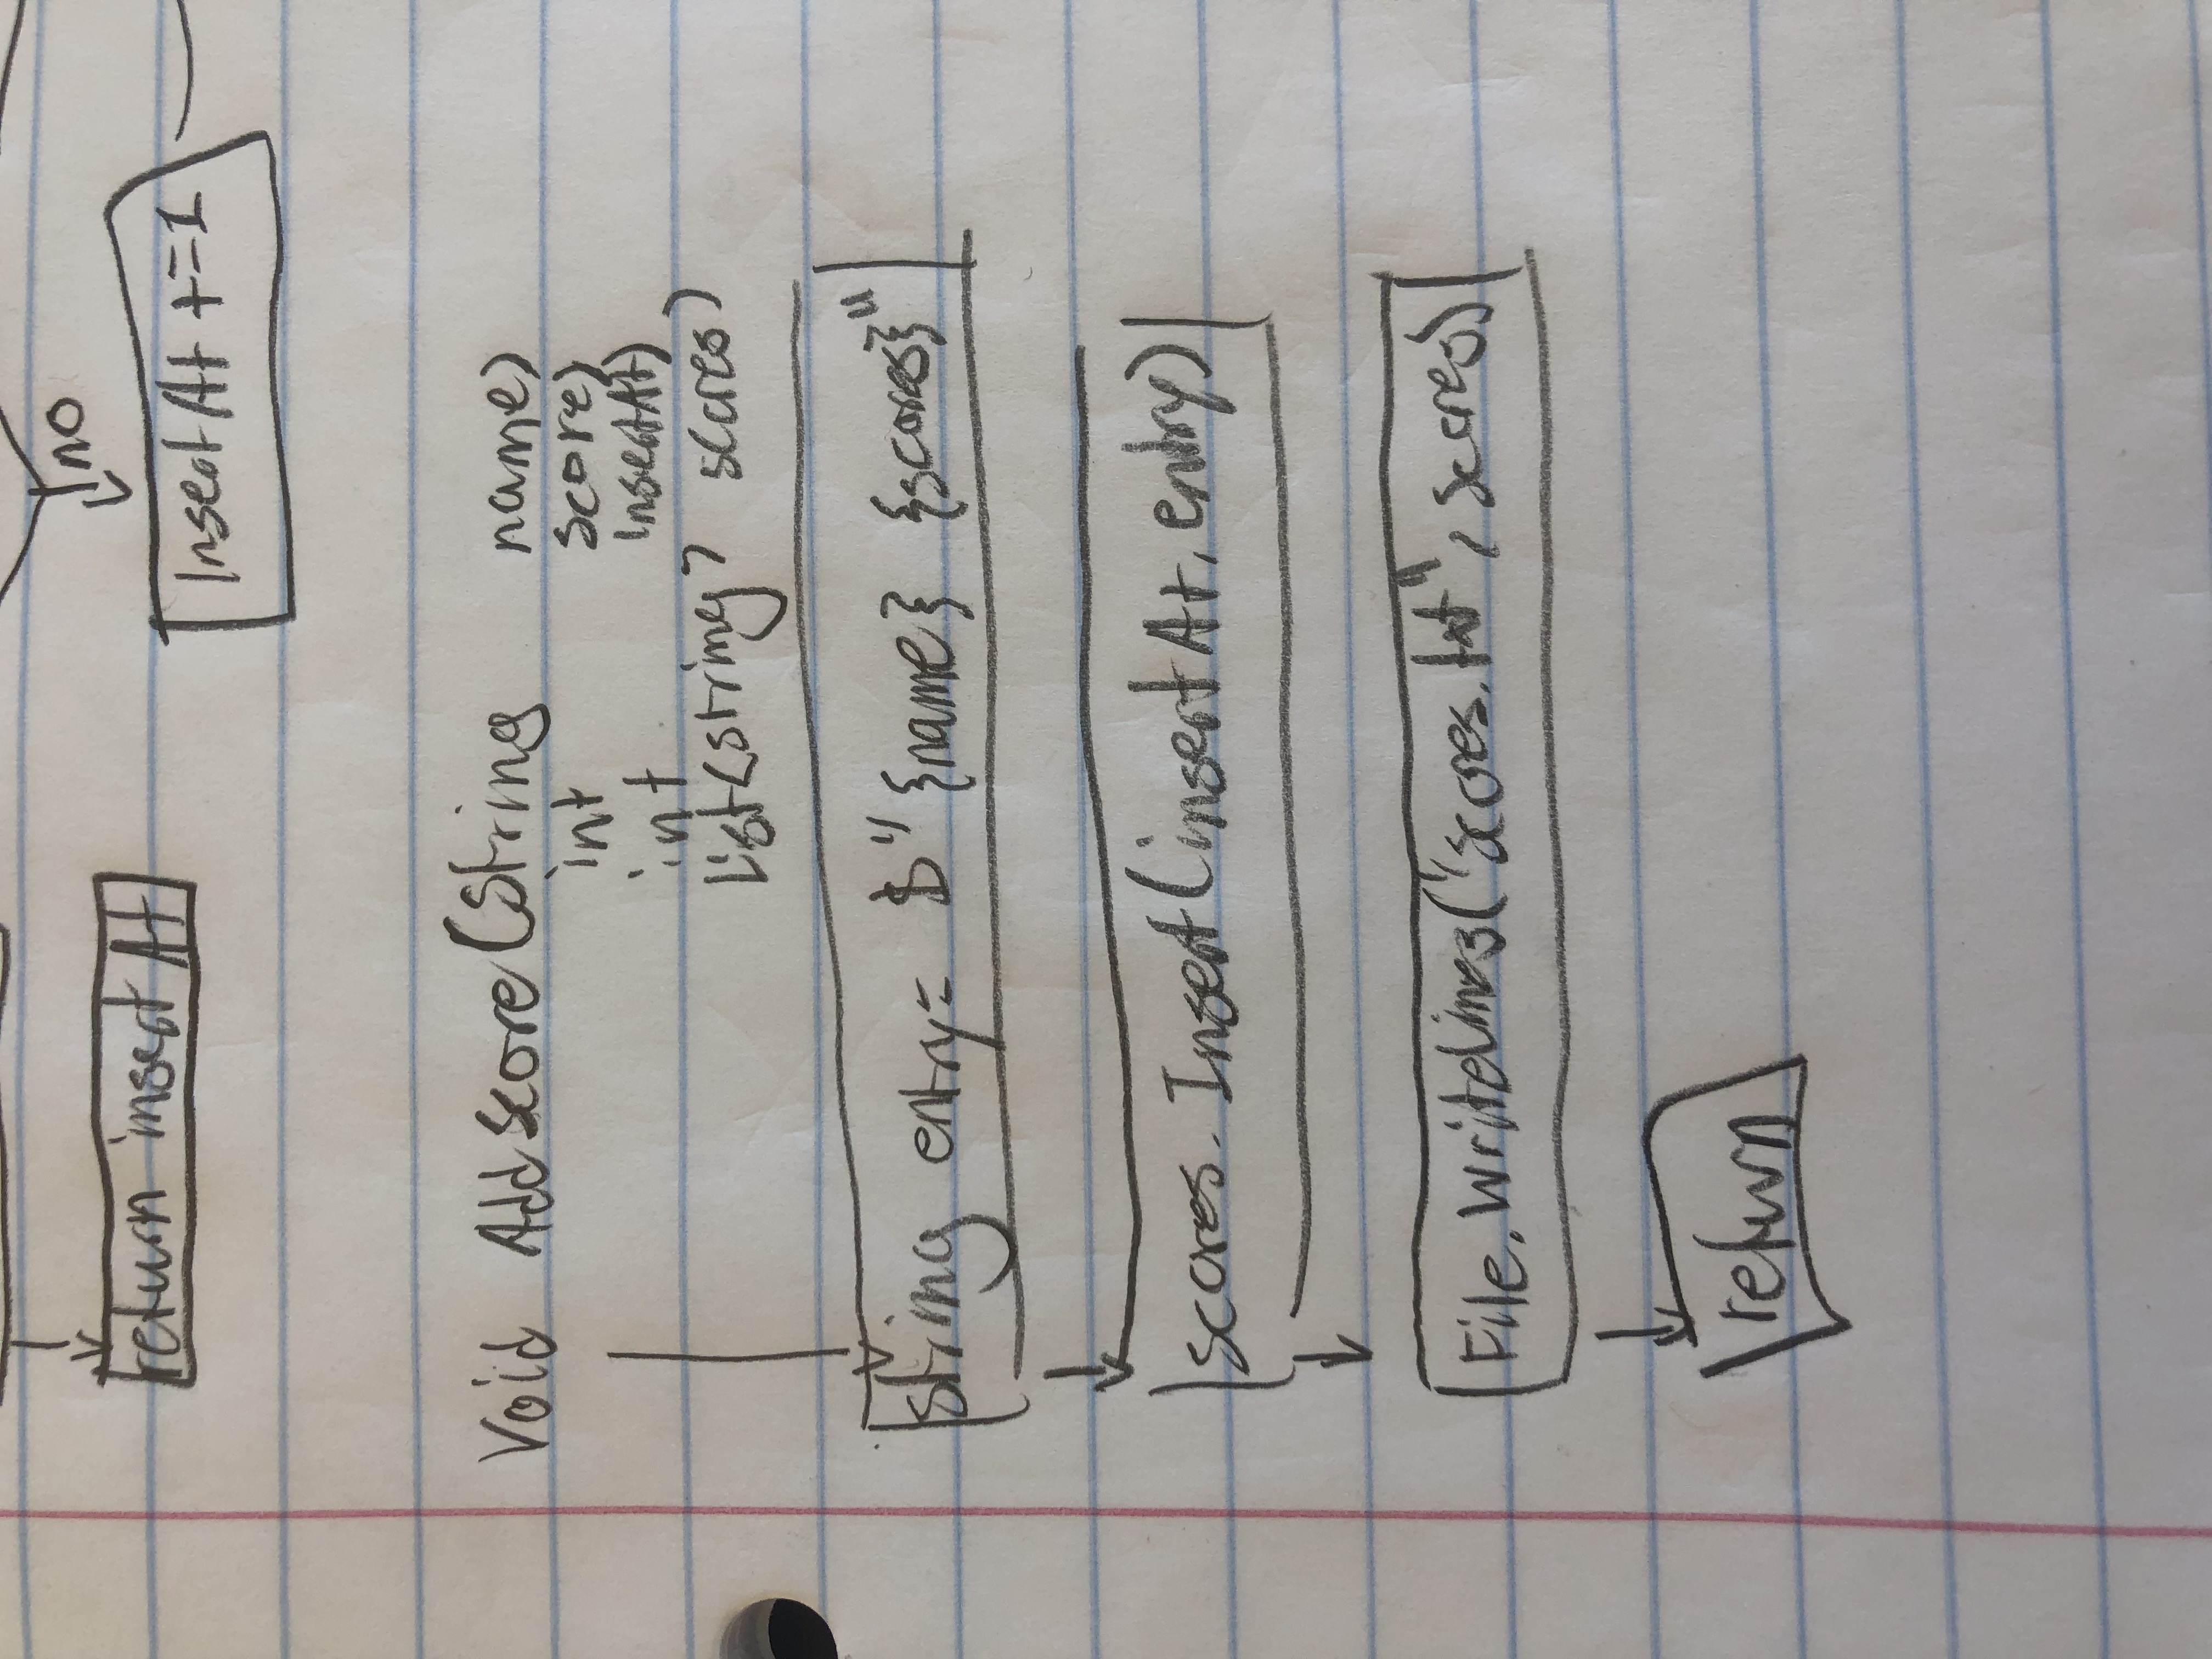 no
return insert At
Insert At +=1
Void AddScore(String name)
int score)
int InsertAt)
List<string> scores)
string entry= $"{name} {scores}"
scores. Insert(insertAt, entry)
File.WriteLines("scores.txt", scores)
return